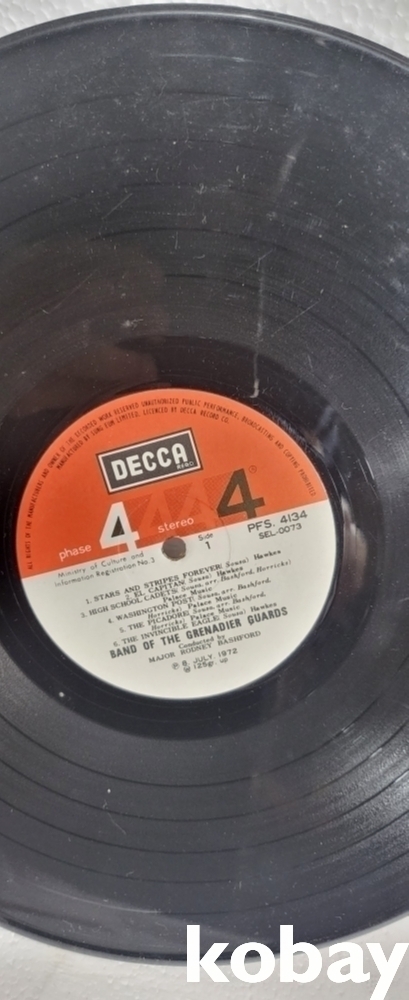 ALL RIGHTS OF THE MANUFACTURERS AND OWNER OF THE RECORDED WORK RESERVED UNAUTHORIZED PUBLIC PERFORMANCE, BROADCASTING AND COPYING PROHIBITED
MANUFACTURED BY SUNG EUM LIMITED. LICENCED BY DECCA RECORD CO.
DECCA
phase 4 stereo
4®
Side
1
PFS. 4134
SEL-0073
Ministry of Culture and
Information Registration No.3
1. STARS AND STRIPES FOREVER (Sousa) Hawkes
2. EL CAPITAN Sousa) Hawkes
3. HIGH SCHOOL CADETS Sousa, arr. Bashford, Herricks)
Palace Music
4. WASHINGTON POST( Sousa, arr. Bashford.
Herricks) Palace Music
5. THE PICADORE Sousa, arr. Bashford.
Herricks) Palace Music
6. THE INVINCIBLE EAGLE Sousa) Hawkes
BAND OF THE GRENADIER GUARDS
Conducted by
MAJOR RODNEY BASHFORD
Ⓟ 8 JULY. 1972
kobay